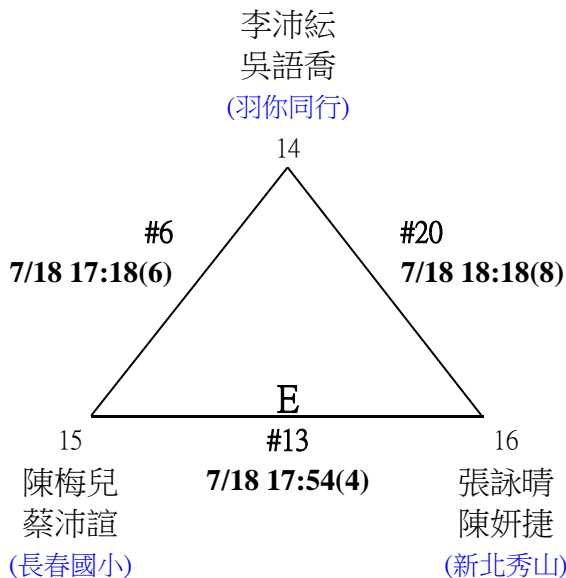 李沛紜
吳語喬
(羽你同行)
14
#6
7/18 17:18(6)
#20
7/18 18:18(8)
E
15
#13
16
陳梅兒
蔡沛諠
(長春國小)
7/18 17:54(4)
張詠晴
陳妍捷
(新北秀山)